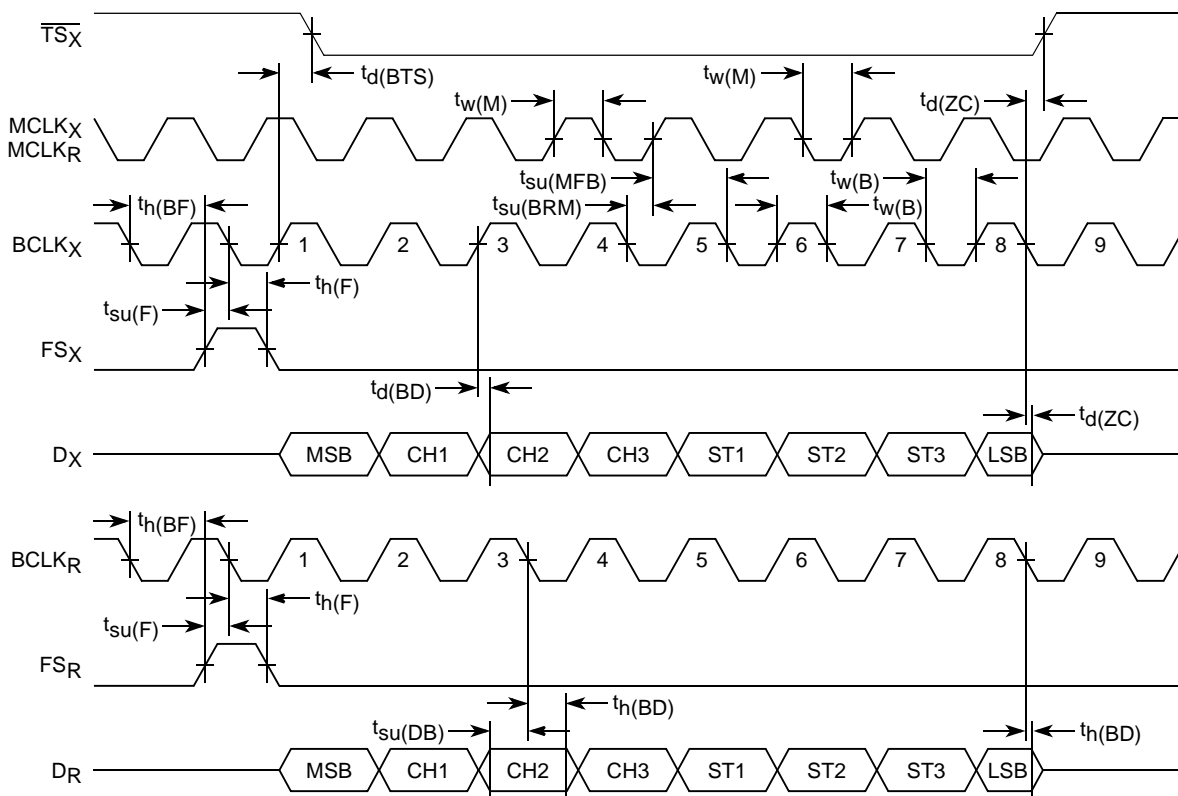 TSX
td(BTS)
tw(M)
tw(M)
td(ZC)
MCLKX
MCLKR
tsu(MFB)
tw(B)
th(BF)
tsu(BRM)
tw(B)
BCLKX 1 2 3 4 5 6 7 8 9
th(F)
tsu(F)
FSX
td(BD)
td(ZC)
DX MSB CH1 CH2 CH3 ST1 ST2 ST3 LSB
th(BF)
BCLKR 1 2 3 4 5 6 7 8 9
th(F)
tsu(F)
FSR
th(BD)
tsu(DB)
th(BD)
DR MSB CH1 CH2 CH3 ST1 ST2 ST3 LSB